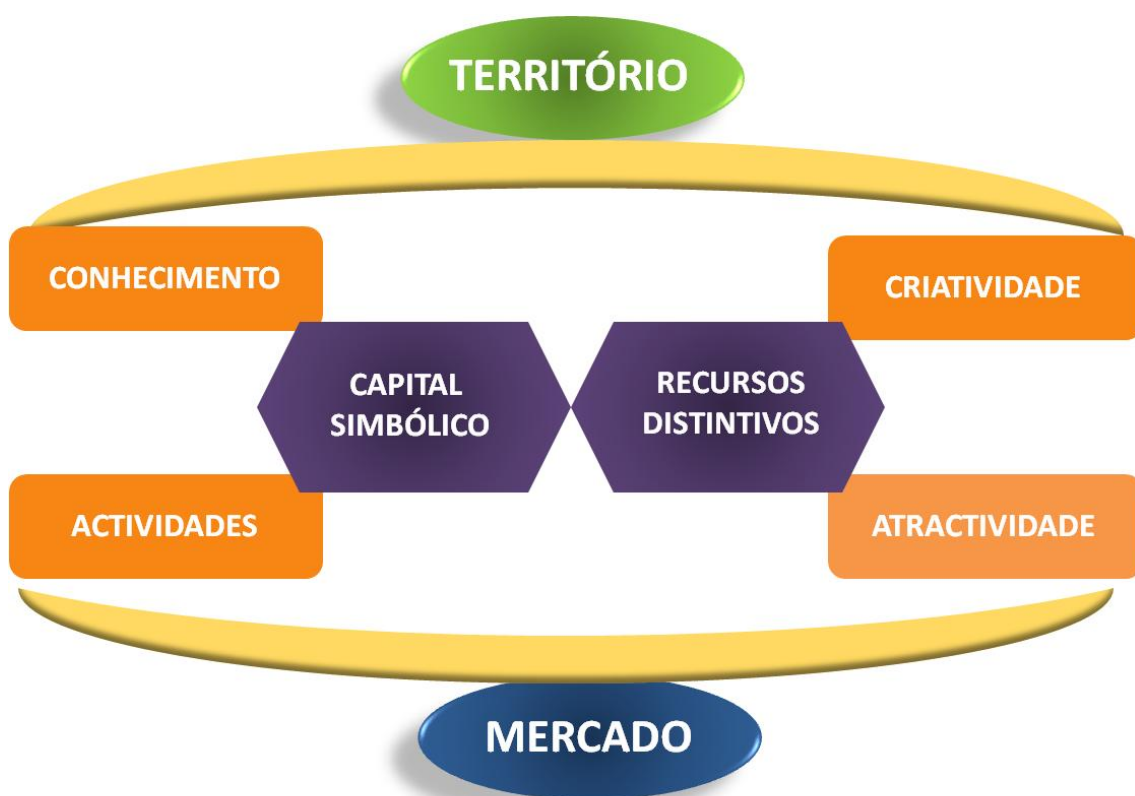 TERRITÓRIO
CONHECIMENTO
CRIATIVIDADE
CAPITAL
SIMBÓLICO
RECURSOS
DISTINTIVOS
ACTIVIDADES
ATRACTIVIDADE
MERCADO